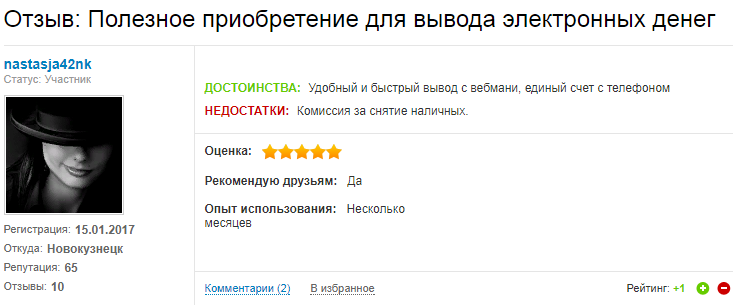 Отзыв: Полезное приобретение для вывода электронных денег
nastasja42nk
Статус: Участник
ДОСТОИНСТВА: Удобный и быстрый вывод с вебмани, единый счет с телефоном
НЕДОСТАТКИ: Комиссия за снятие наличных.
Оценка:
Рекомендую друзьям: Да
Опыт использования: Несколько
месяцев
Регистрация: 15.01.2017
Откуда: Новокузнецк
Репутация: 65
Отзывы: 10
Комментарии (2) В избранное Рейтинг: +1